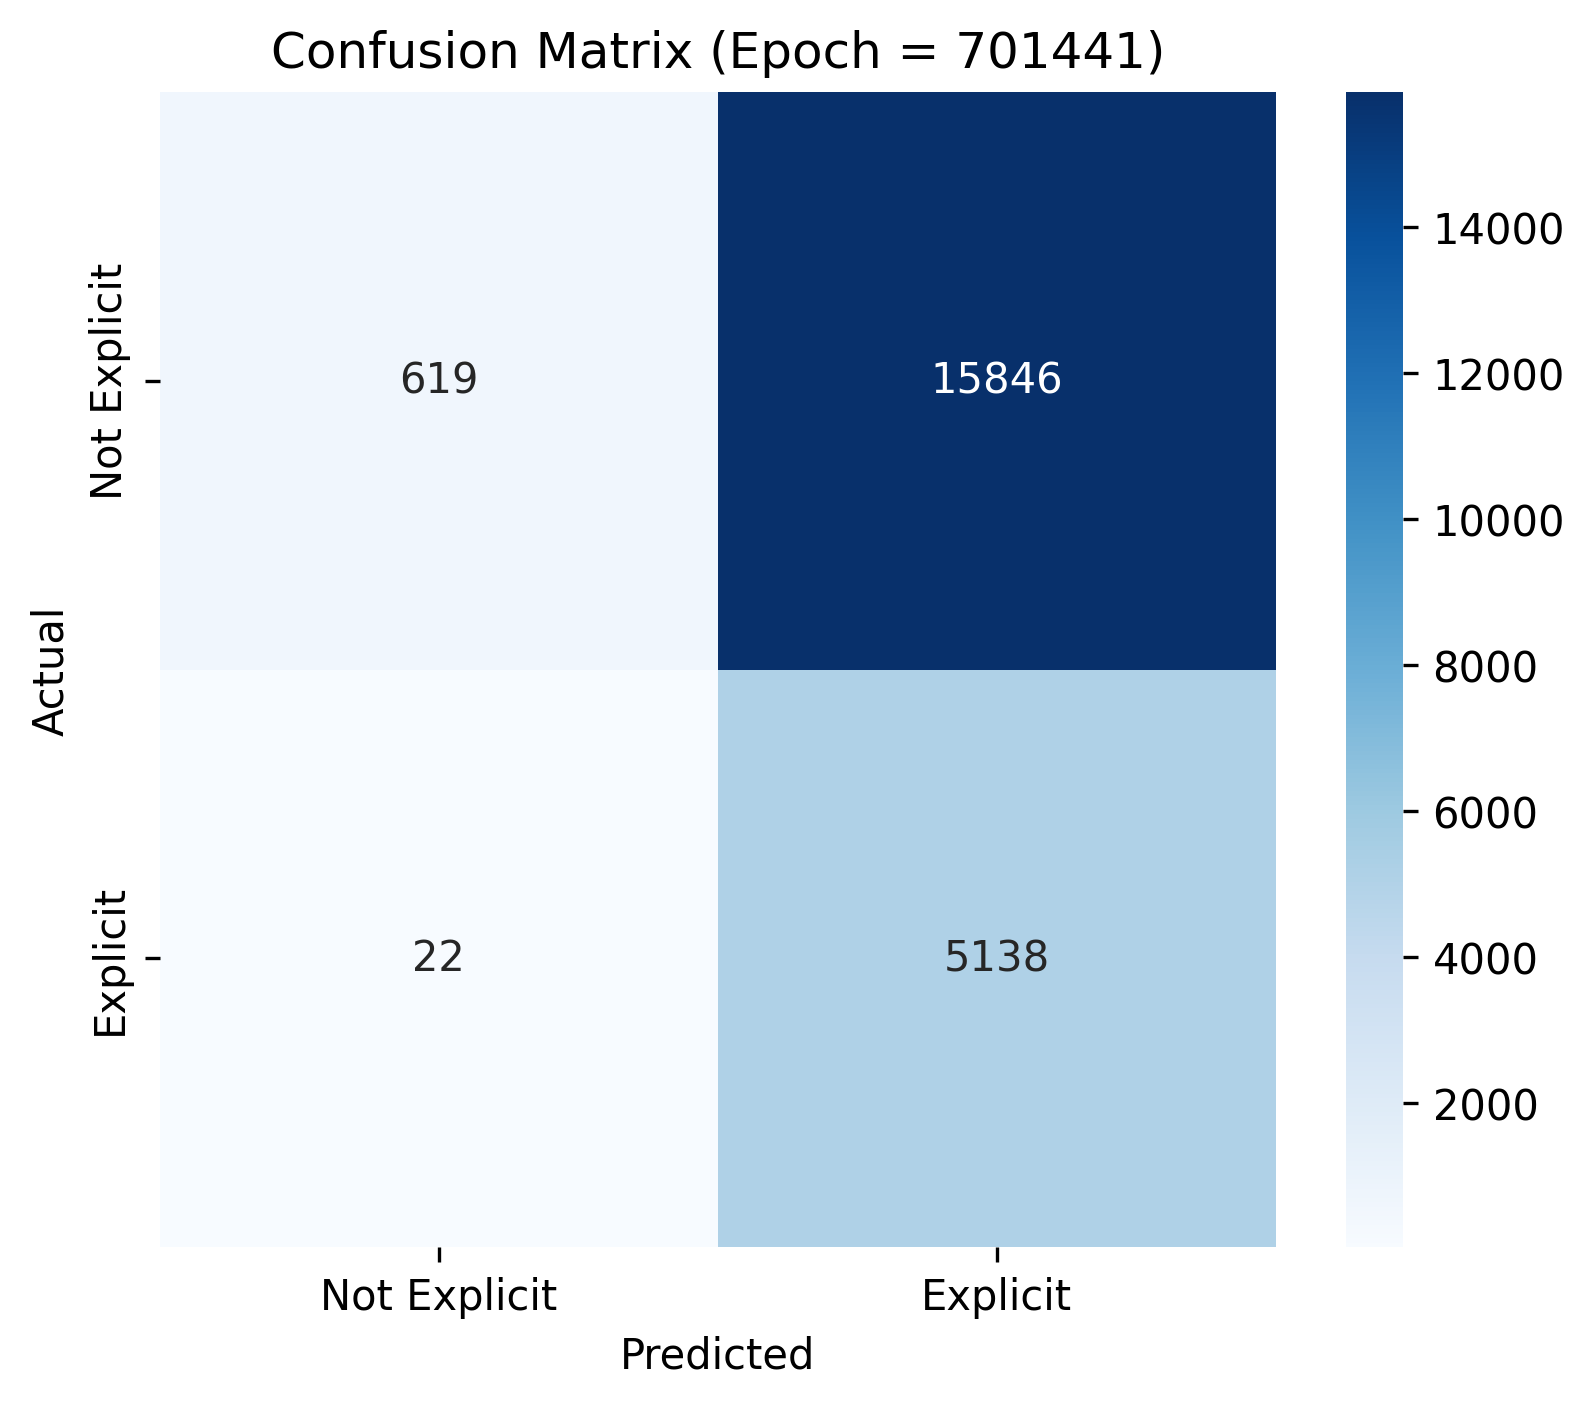 Confusion Matrix (Epoch = 701441)
Actual
Not Explicit
Explicit
619
15846
22
5138
Not Explicit
Explicit
Predicted
14000
12000
10000
8000
6000
4000
2000